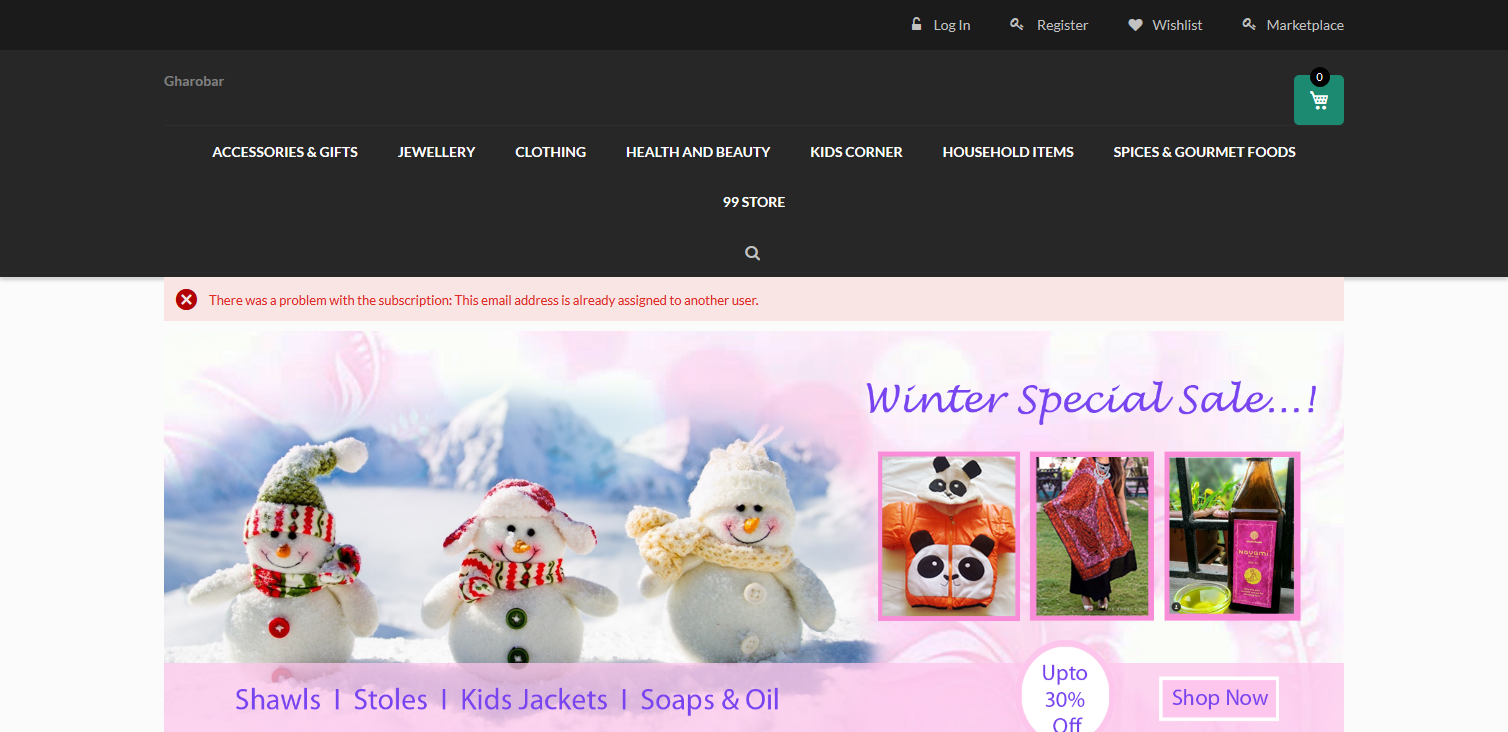 Log In Register Wishlist Marketplace
Gharobar
0
ACCESSORIES & GIFTS JEWELLERY CLOTHING HEALTH AND BEAUTY KIDS CORNER HOUSEHOLD ITEMS SPICES & GOURMET FOODS
99 STORE
There was a problem with the subscription: This email address is already assigned to another user.
Winter Special Sale...!
Navami
Shawls I Stoles I Kids Jackets I Soaps & Oil
Upto
30%
Off
Shop Now